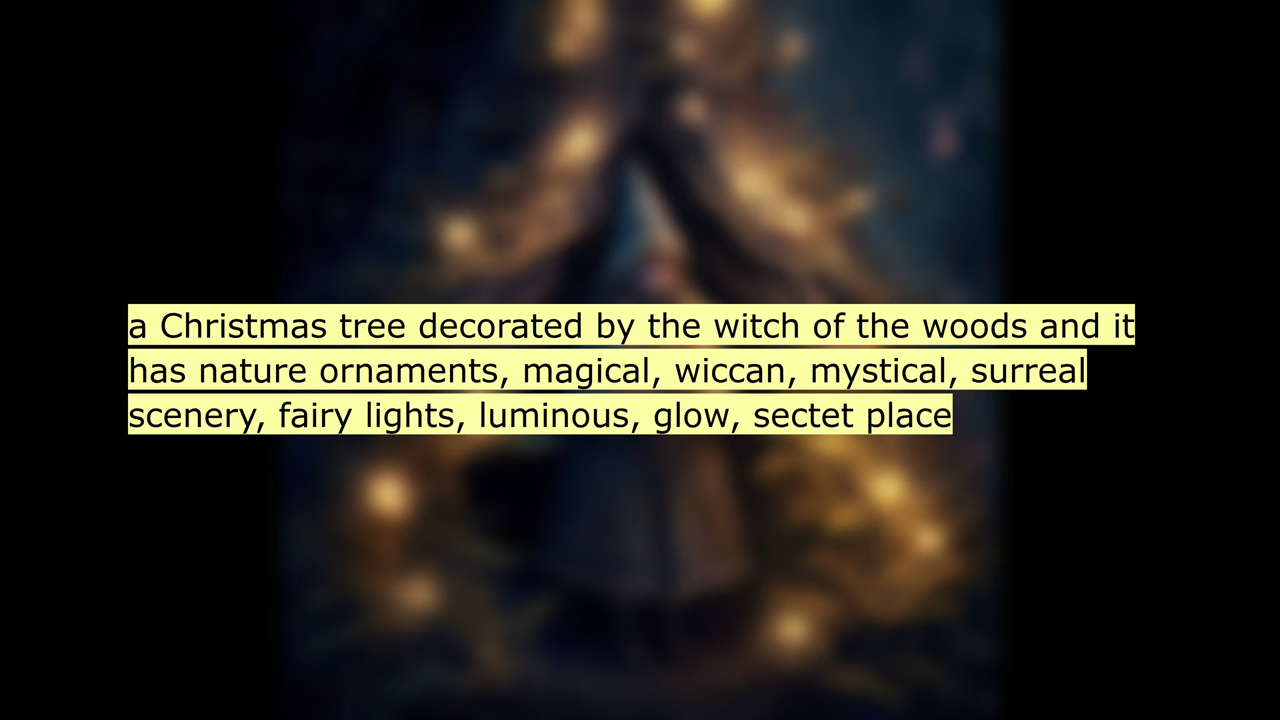 a Christmas tree decorated by the witch of the woods and it
has nature ornaments, magical, wiccan, mystical, surreal
scenery, fairy lights, luminous, glow, sectet place